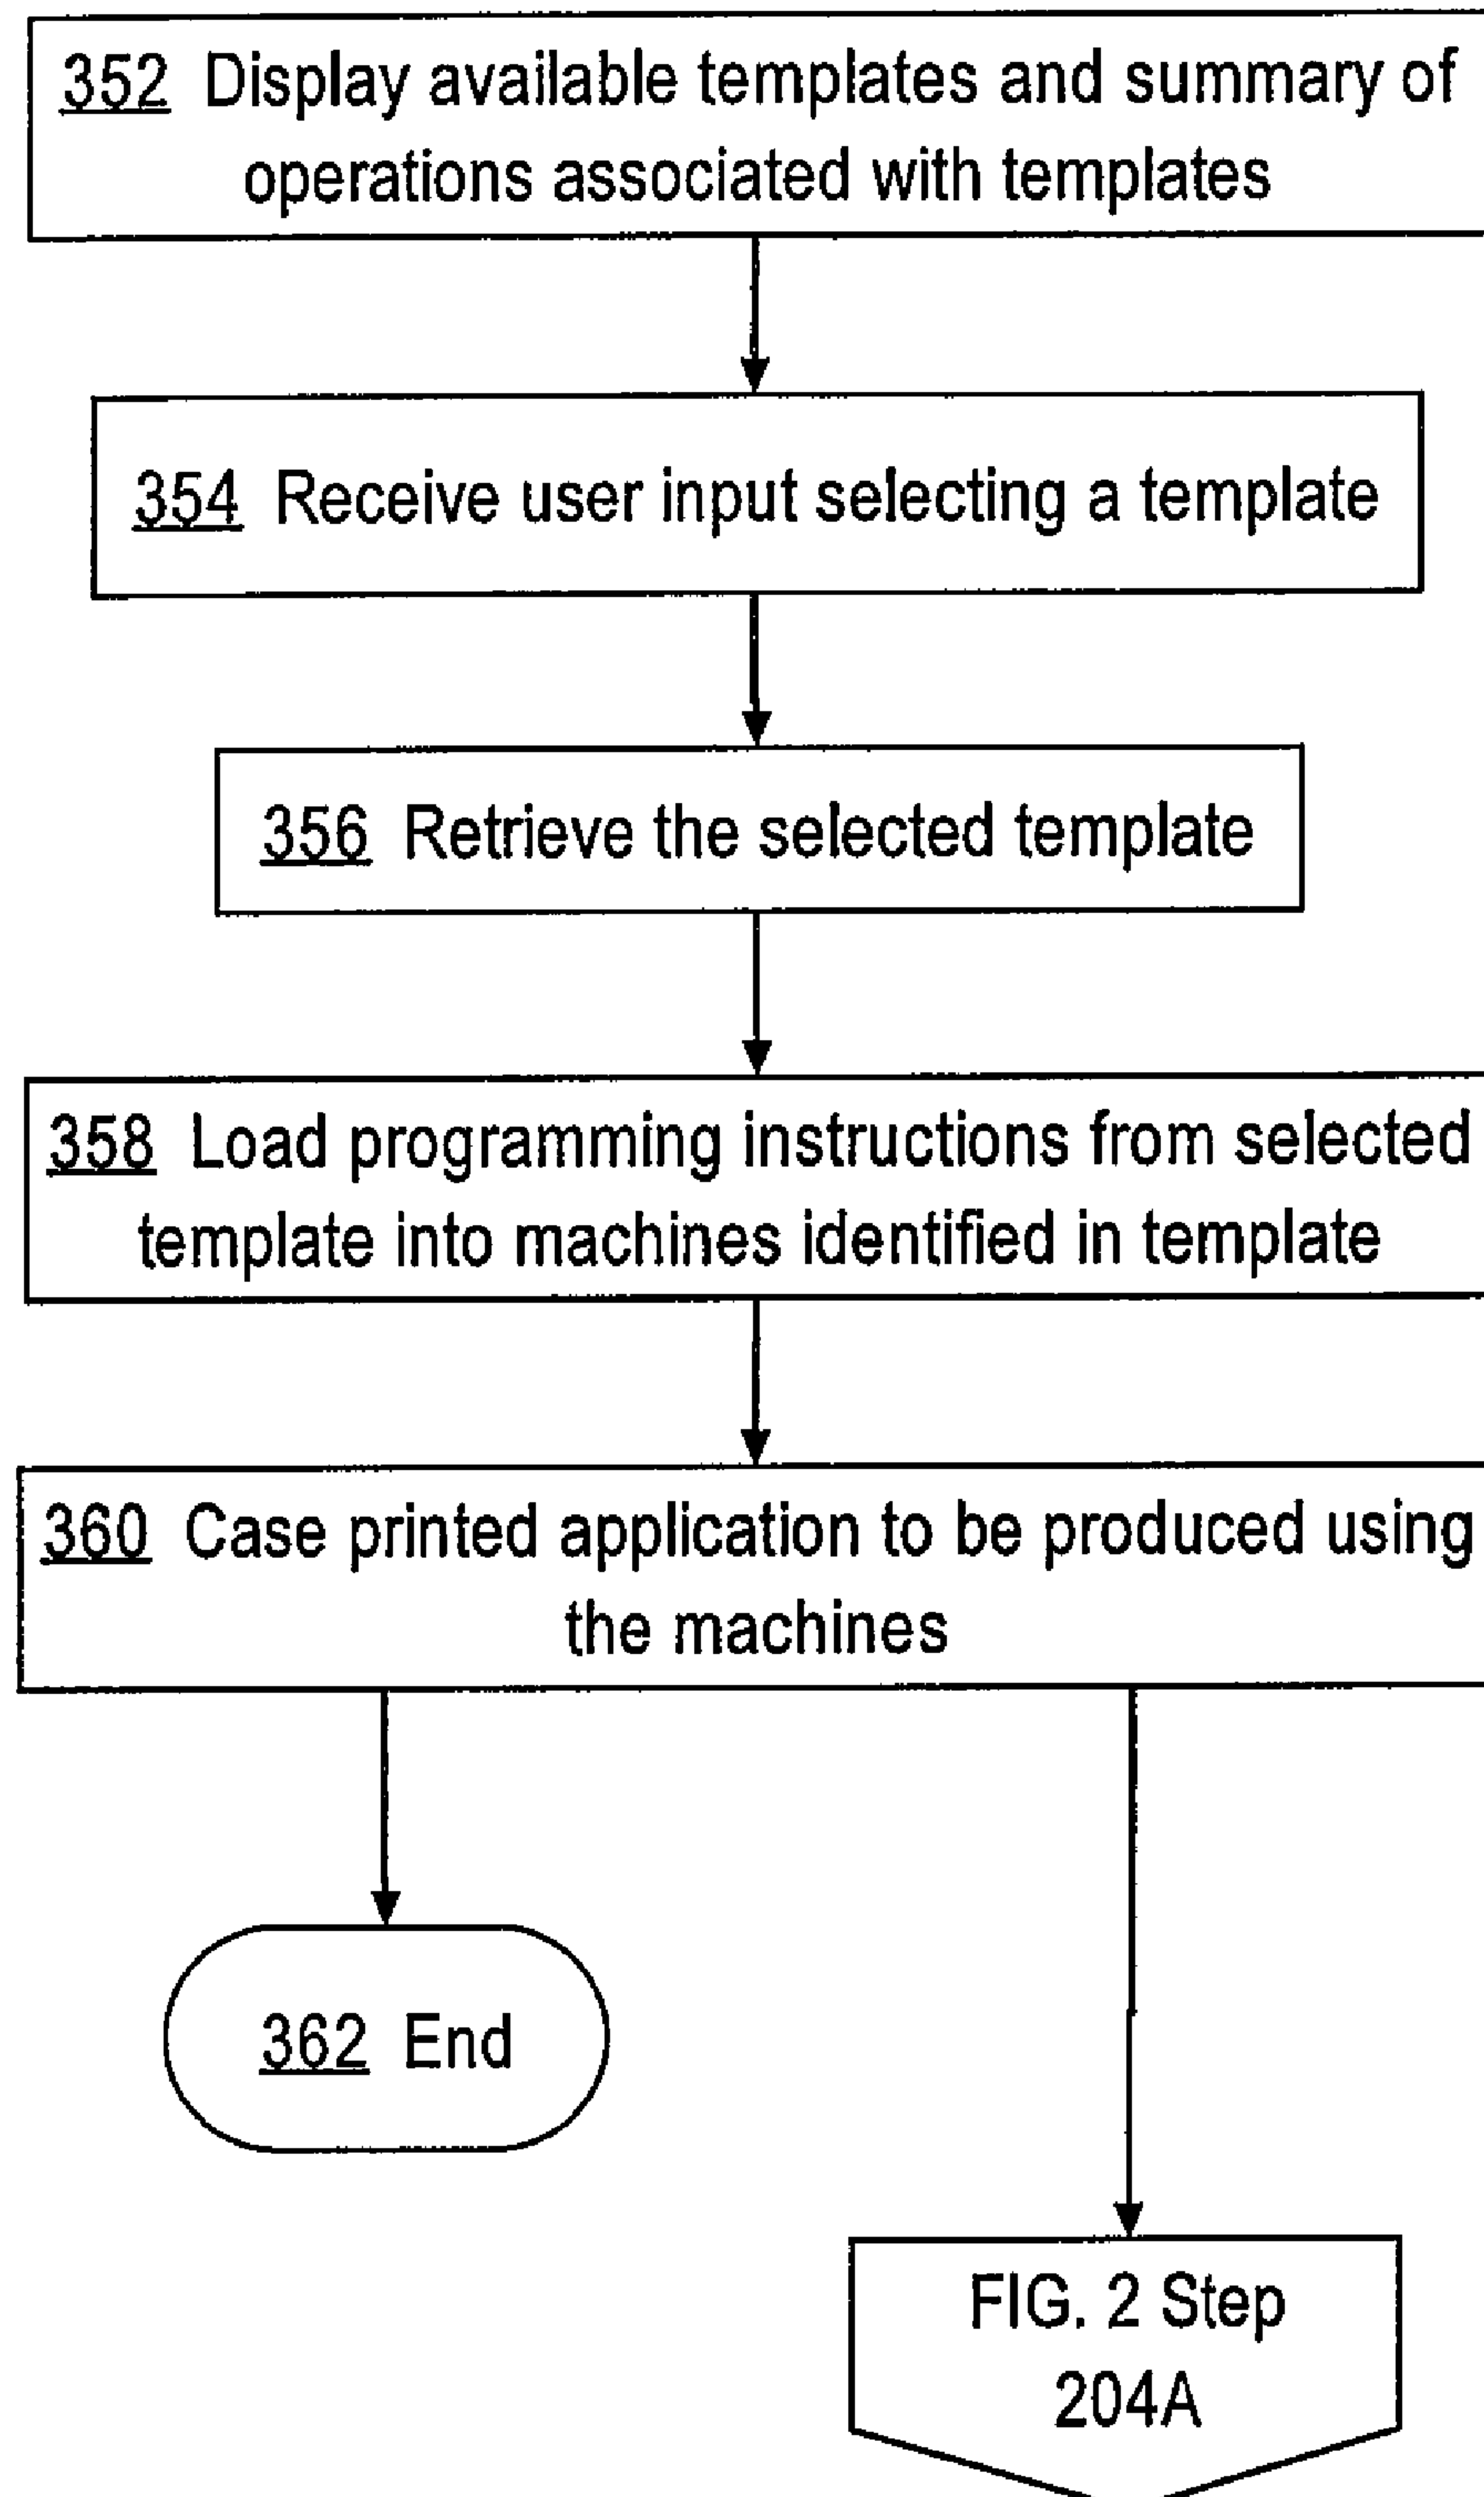 352 Display available templates and summary of
operations associated with templates
354 Receive user input selecting a template
356 Retrieve the selected template
358 Load programming instructions from selected
template into machines identified in template
360 Case printed application to be produced using
the machines
362 End
FIG. 2 Step
204A